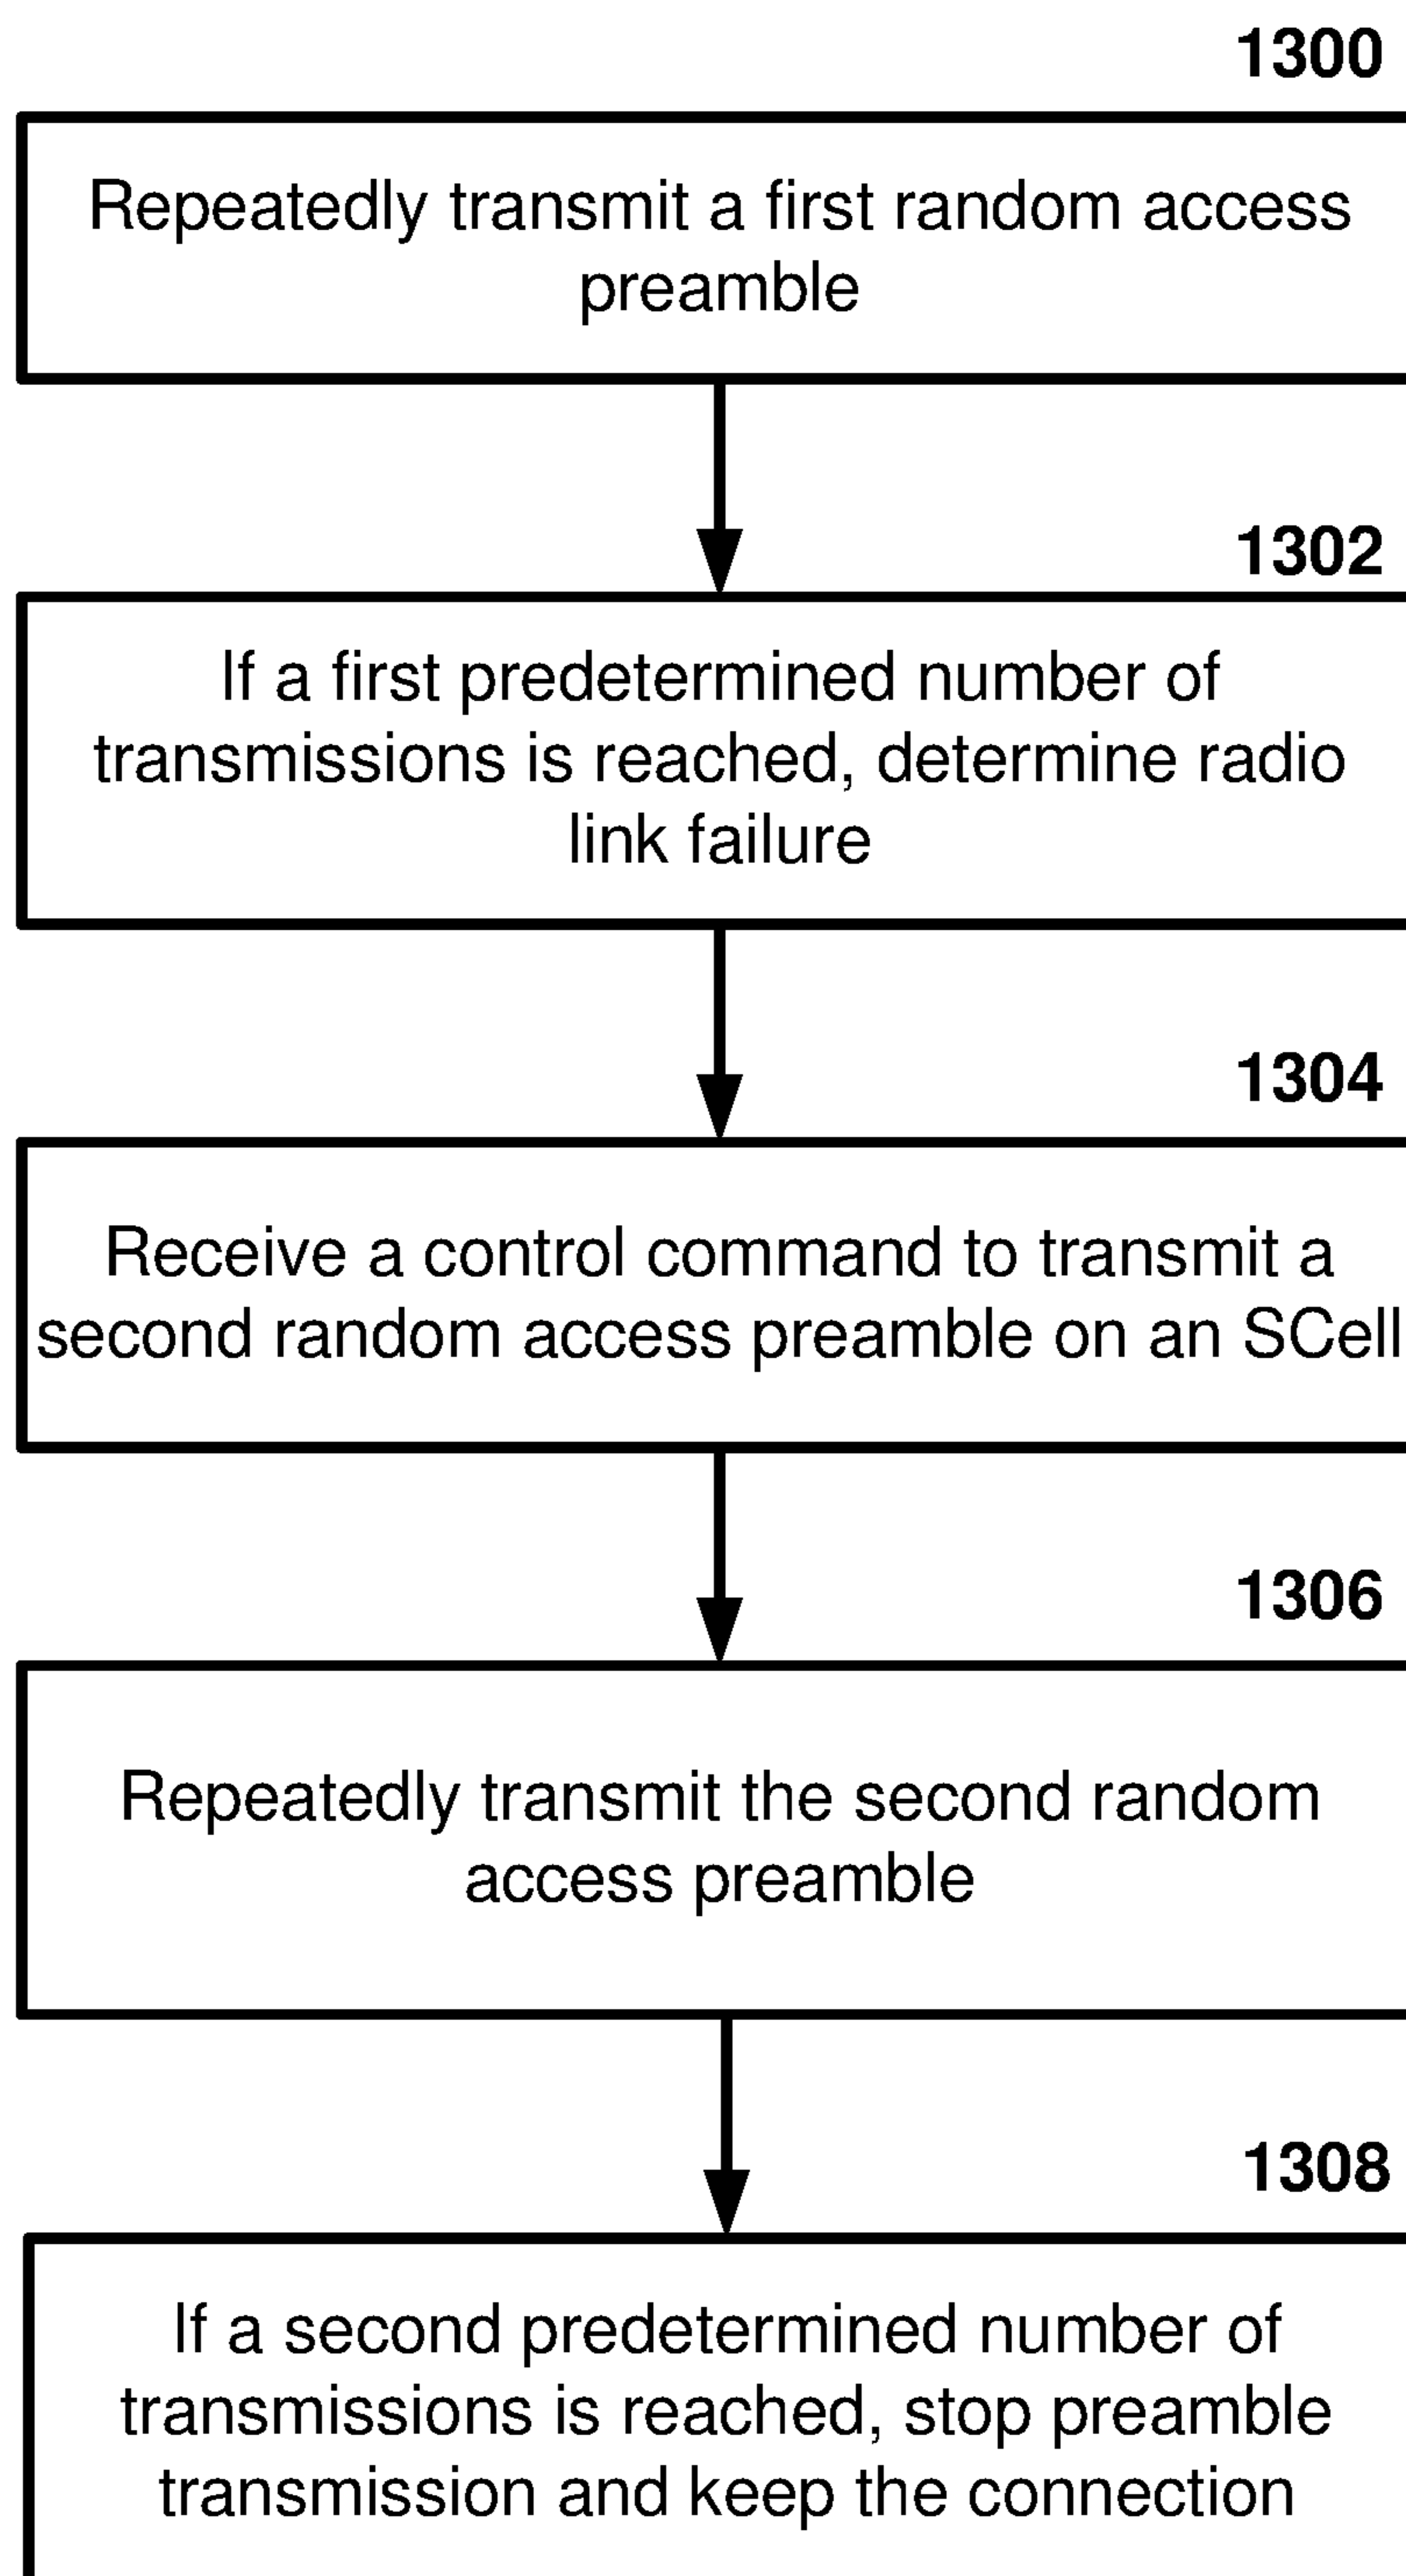 1300
Repeatedly transmit a first random access
preamble
1302
If a first predetermined number of
transmissions is reached, determine radio
link failure
1304
Receive a control command to transmit a
second random access preamble on an SCell
1306
Repeatedly transmit the second random
access preamble
1308
If a second predetermined number of
transmissions is reached, stop preamble
transmission and keep the connection